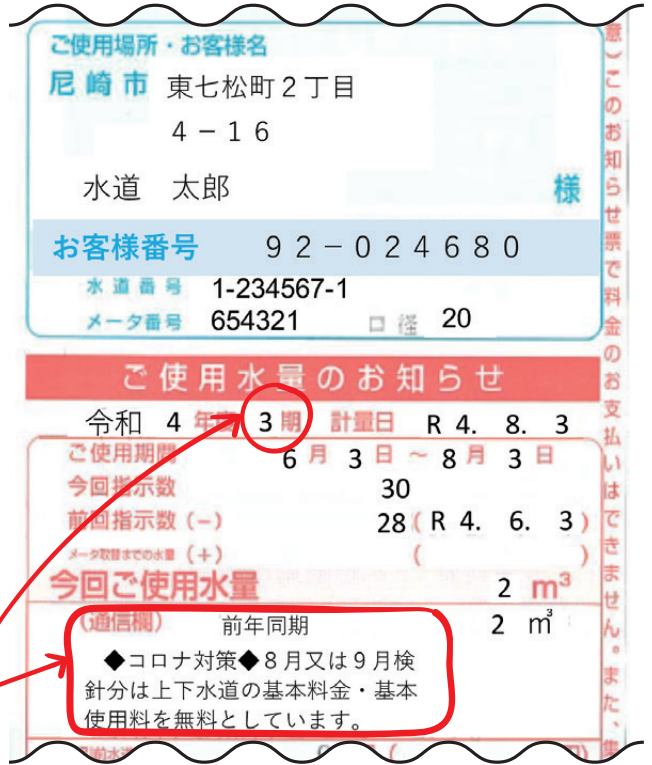 ご使用場所・お客様名
尼崎市 東七松町2丁目
4-16
水道 太郎 様
お客様番号 92-024680
水道番号 1-234567-1
メータ番号 654321 口径 20
ご使用水量のお知らせ
令和 4 年度 3 期 計量日 R 4. 8. 3
ご使用期間 6月 3日 ~ 8月 3日
今回指示数 30
前回指示数 (-) 28 ( R 4. 6. 3 )
メータ取替までの水量 (+) ( )
今回ご使用水量 2 m³
(通信欄) 前年同期 2 ㎥
◆コロナ対策◆8月又は9月検
針分は上下水道の基本料金・基本
使用料を無料としています。
意)このお知らせ票で料金のお支払いはできません。また、集